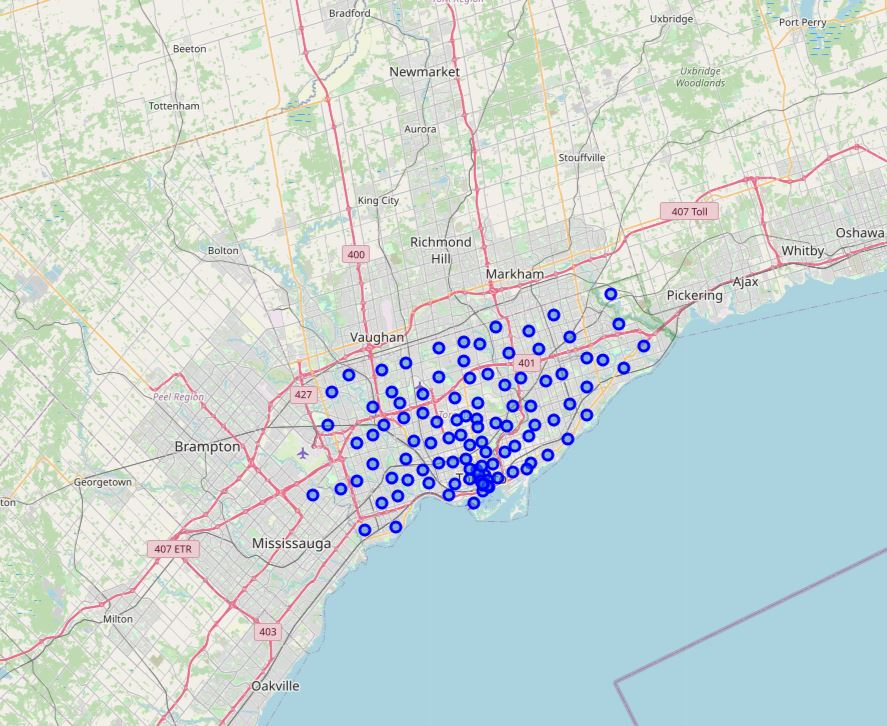 Bradford
Uxbridge
Port Perry
Beeton
Newmarket
Uxbridge
Woodlands
Tottenham
Aurora
Stouffville
King City
407 Toll
Oshawa
Richmond
Hill
Bolton
400
Whitby
Markham
Ajax
Pickering
Vaughan
401
427
Peel Region
Brampton
Georgetown
Mississauga
407 ETR
Milton
403
Oakville